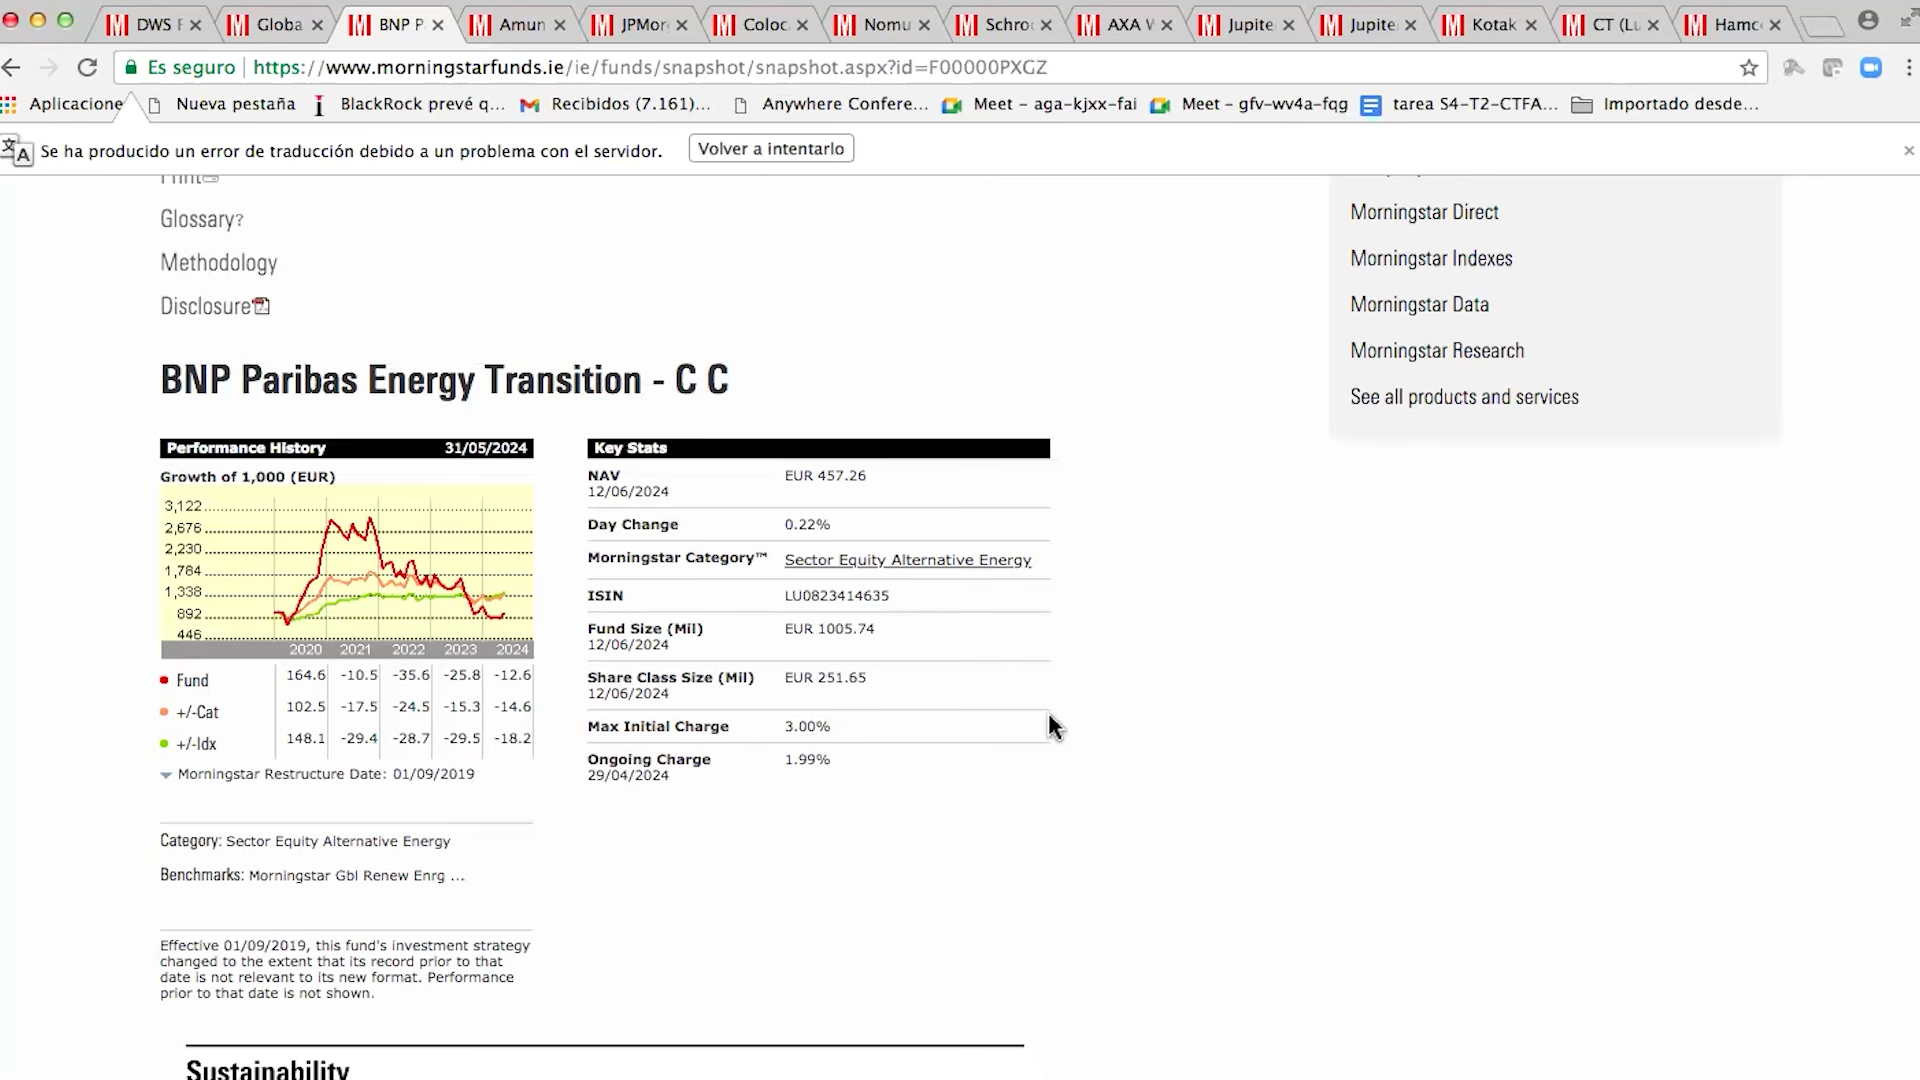 DWS F
Globa
BNP P
Amun
JPMor
Coloc
Nomu
Schro
AXA W
Jupite
Jupite
Kotak
CT (Lu
Hamc
Es seguro
https://www.morningstarfunds.ie/ie/funds/snapshot/snapshot.aspx?id=F00000PXGZ
Aplicacione
Nueva pestaña
BlackRock prevé q...
Recibidos (7.161)...
Anywhere Confere...
Meet – aga-kjxx-fai
Meet – gfv-wv4a-fqg
tarea S4-T2-CTFA...
Importado desde...
Se ha producido un error de traducción debido a un problema con el servidor.
Volver a intentarlo
Print
Glossary?
Methodology
Disclosure
Morningstar Direct
Morningstar Indexes
Morningstar Data
Morningstar Research
See all products and services
BNP Paribas Energy Transition - C C
Performance History 31/05/2024
Growth of 1,000 (EUR)
3,122
2,676
2,230
1,784
1,338
892
446
2020 2021 2022 2023 2024
Fund 164.6 -10.5 -35.6 -25.8 -12.6
+/-Cat 102.5 -17.5 -24.5 -15.3 -14.6
+/-Idx 148.1 -29.4 -28.7 -29.5 -18.2
Morningstar Restructure Date: 01/09/2019
Category: Sector Equity Alternative Energy
Benchmarks: Morningstar Gbl Renew Enrg ...
Effective 01/09/2019, this fund's investment strategy
changed to the extent that its record prior to that
date is not relevant to its new format. Performance
prior to that date is not shown.
Key Stats
NAV EUR 457.26
12/06/2024
Day Change 0.22%
Morningstar Category™ Sector Equity Alternative Energy
ISIN LU0823414635
Fund Size (Mil) EUR 1005.74
12/06/2024
Share Class Size (Mil) EUR 251.65
12/06/2024
Max Initial Charge 3.00%
Ongoing Charge 1.99%
29/04/2024
Sustainability